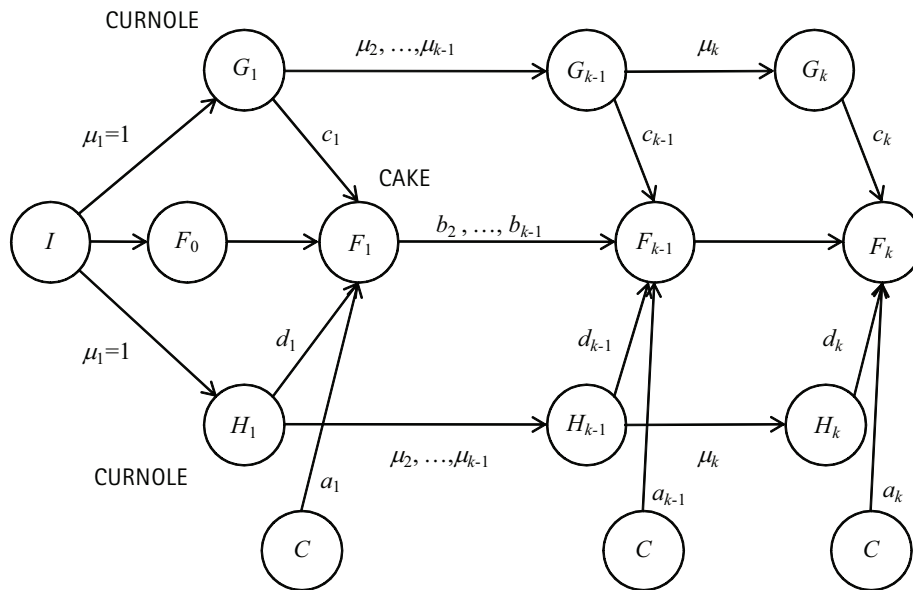 CURNOLE
G1 μ2, …,μk-1 Gk-1 μk Gk
μ1=1 c1 ck-1 ck
CAKE
I F0 F1 b2 , …, bk-1 Fk-1 Fk
μ1=1 d1 dk-1 dk
H1 Hk-1 Hk
μ2, …,μk-1 μk
CURNOLE
a1 ak-1 ak
C C C